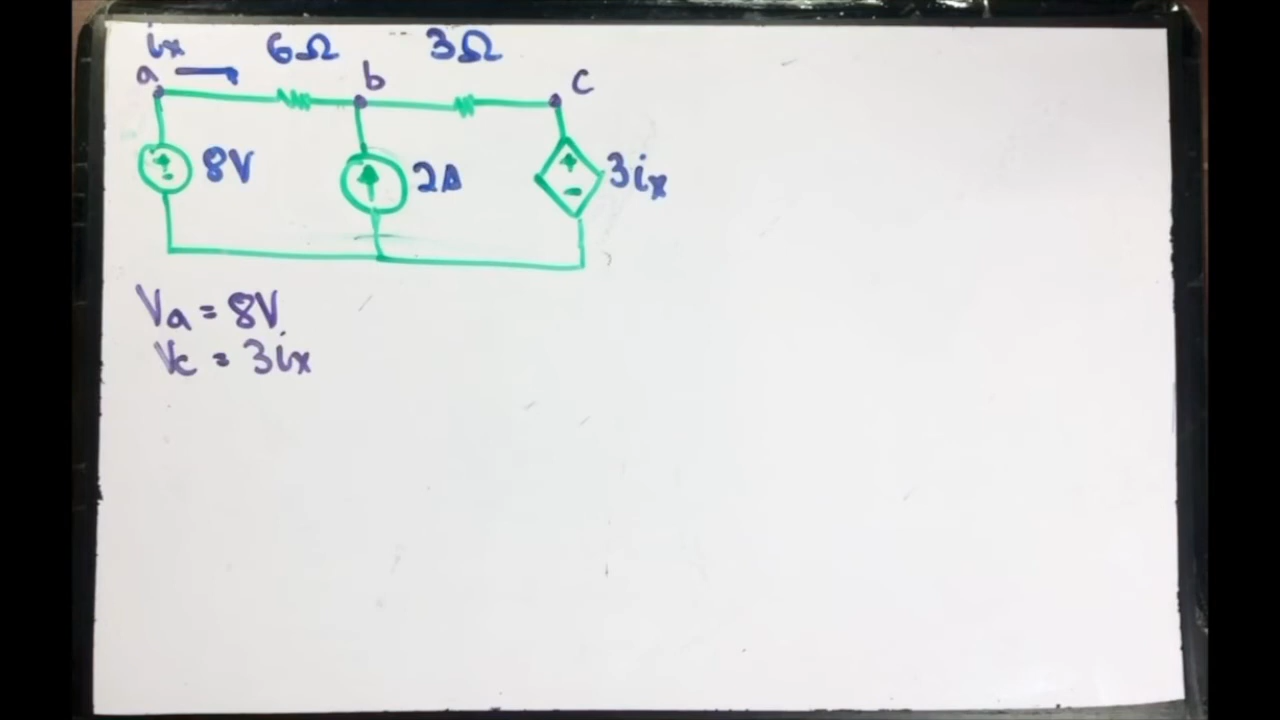 ix 6Ω 3Ω
a b c
+ - 8V 2A + - 3ix
Va = 8V
Vc = 3ix